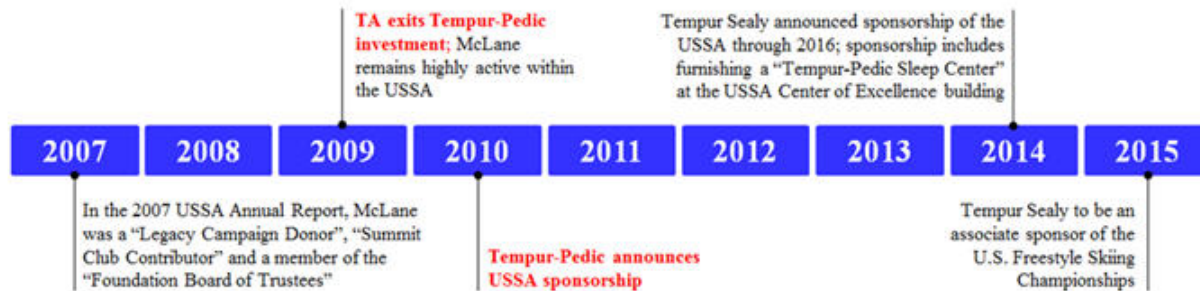 TA exits Tempur-Pedic
investment; McLane
remains highly active within
the USSA
Tempur Sealy announced sponsorship of the
USSA through 2016; sponsorship includes
furnishing a “Tempur-Pedic Sleep Center”
at the USSA Center of Excellence building
2007 2008 2009 2010 2011 2012 2013 2014 2015
In the 2007 USSA Annual Report, McLane
was a “Legacy Campaign Donor”, “Summit
Club Contributor” and a member of the
“Foundation Board of Trustees”
Tempur-Pedic announces
USSA sponsorship
Tempur Sealy to be an
associate sponsor of the
U.S. Freestyle Skiing
Championships